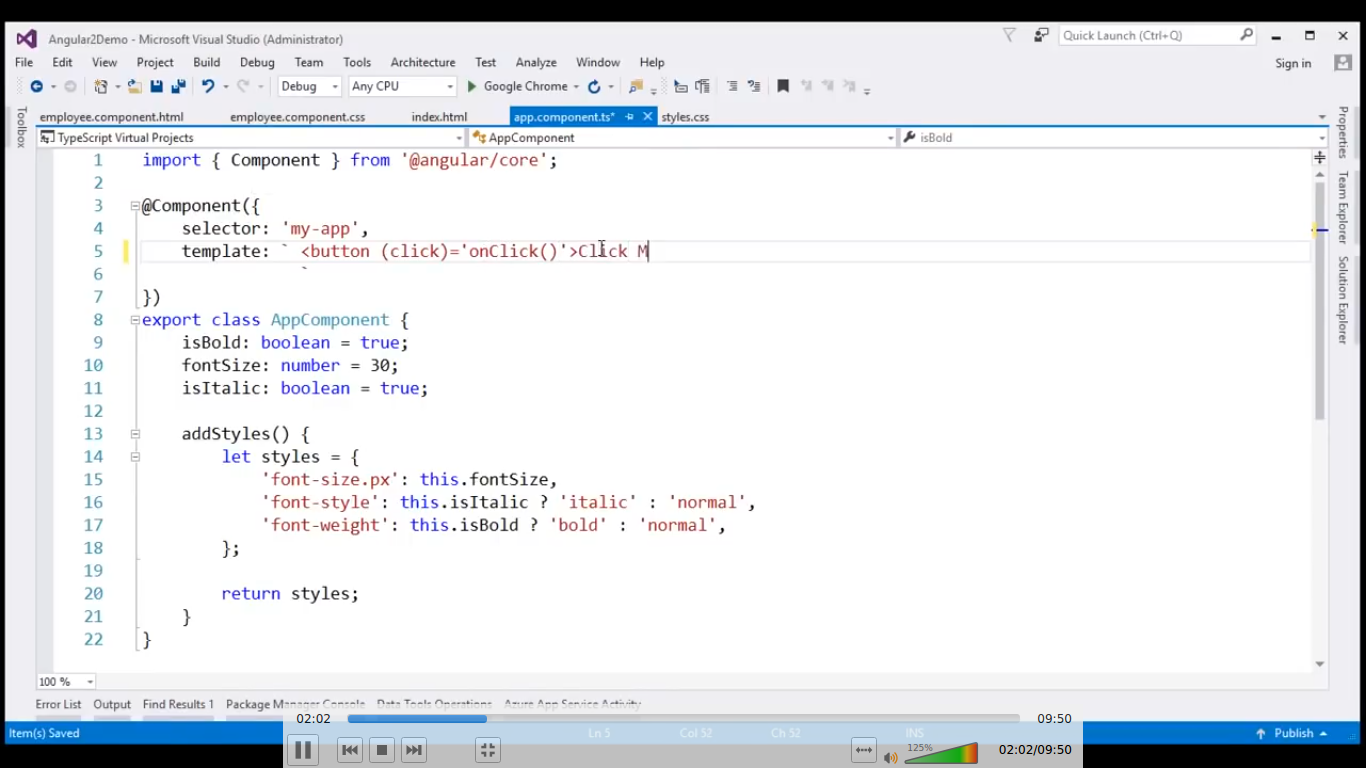 Angular2Demo - Microsoft Visual Studio (Administrator)
Quick Launch (Ctrl+Q)
File Edit View Project Build Debug Team Tools Architecture Test Analyze Window Help
Sign in
Debug Any CPU Google Chrome
employee.component.html employee.component.css index.html app.component.ts* styles.css
TypeScript Virtual Projects AppComponent isBold
Toolbox
Properties
Team Explorer
Solution Explorer
1 import { Component } from '@angular/core';
2
3 @Component({
4 selector: 'my-app',
5 template: ` <button (click)='onClick()'>Click M
6 `
7 })
8 export class AppComponent {
9 isBold: boolean = true;
10 fontSize: number = 30;
11 isItalic: boolean = true;
12
13 addStyles() {
14 let styles = {
15 'font-size.px': this.fontSize,
16 'font-style': this.isItalic ? 'italic' : 'normal',
17 'font-weight': this.isBold ? 'bold' : 'normal',
18 };
19
20 return styles;
21 }
22 }
100 %
Error List Output Find Results 1 Package Manager Console Data Tools Operations Azure App Service Activity
02:02 09:50
Item(s) Saved Ln 5 Col 52 Ch 52 INS Publish
125% 02:02/09:50